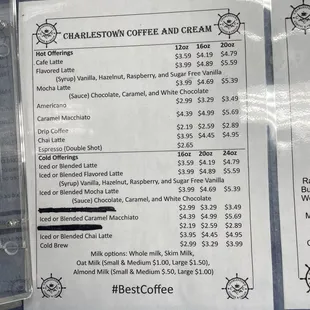 CHARLESTOWN COFFEE AND CREAM
Hot Offerings 12oz 16oz 20oz
Cafe Latte $3.59 $4.19 $4.79
Flavored Latte $3.99 $4.89 $5.59
(Syrup) Vanilla, Hazelnut, Raspberry, and Sugar Free Vanilla
Mocha Latte $3.99 $4.69 $5.39
(Sauce) Chocolate, Caramel, and White Chocolate
Americano $2.99 $3.29 $3.49
Caramel Macchiato $4.39 $4.99 $5.69
Drip Coffee $2.19 $2.59 $2.89
Chai Latte $3.95 $4.45 $4.95
Espresso (Double Shot) $2.65
Cold Offerings 16oz 20oz 24oz
Iced or Blended Latte $3.59 $4.19 $4.79
Iced or Blended Flavored Latte $3.99 $4.89 $5.59
(Syrup) Vanilla, Hazelnut, Raspberry, and Sugar Free Vanilla
Iced or Blended Mocha Latte $3.99 $4.69 $5.39
(Sauce) Chocolate, Caramel, and White Chocolate
$2.99 $3.29 $3.49
Iced or Blended Caramel Macchiato $4.39 $4.99 $5.69
$2.19 $2.59 $2.89
Iced or Blended Chai Latte $3.95 $4.45 $4.95
Cold Brew $2.99 $3.29 $3.99
Milk options: Whole milk, Skim Milk,
Oat Milk (Small & Medium $1.00, Large $1.50),
Almond Milk (Small & Medium $.50, Large $1.00)
#BestCoffee